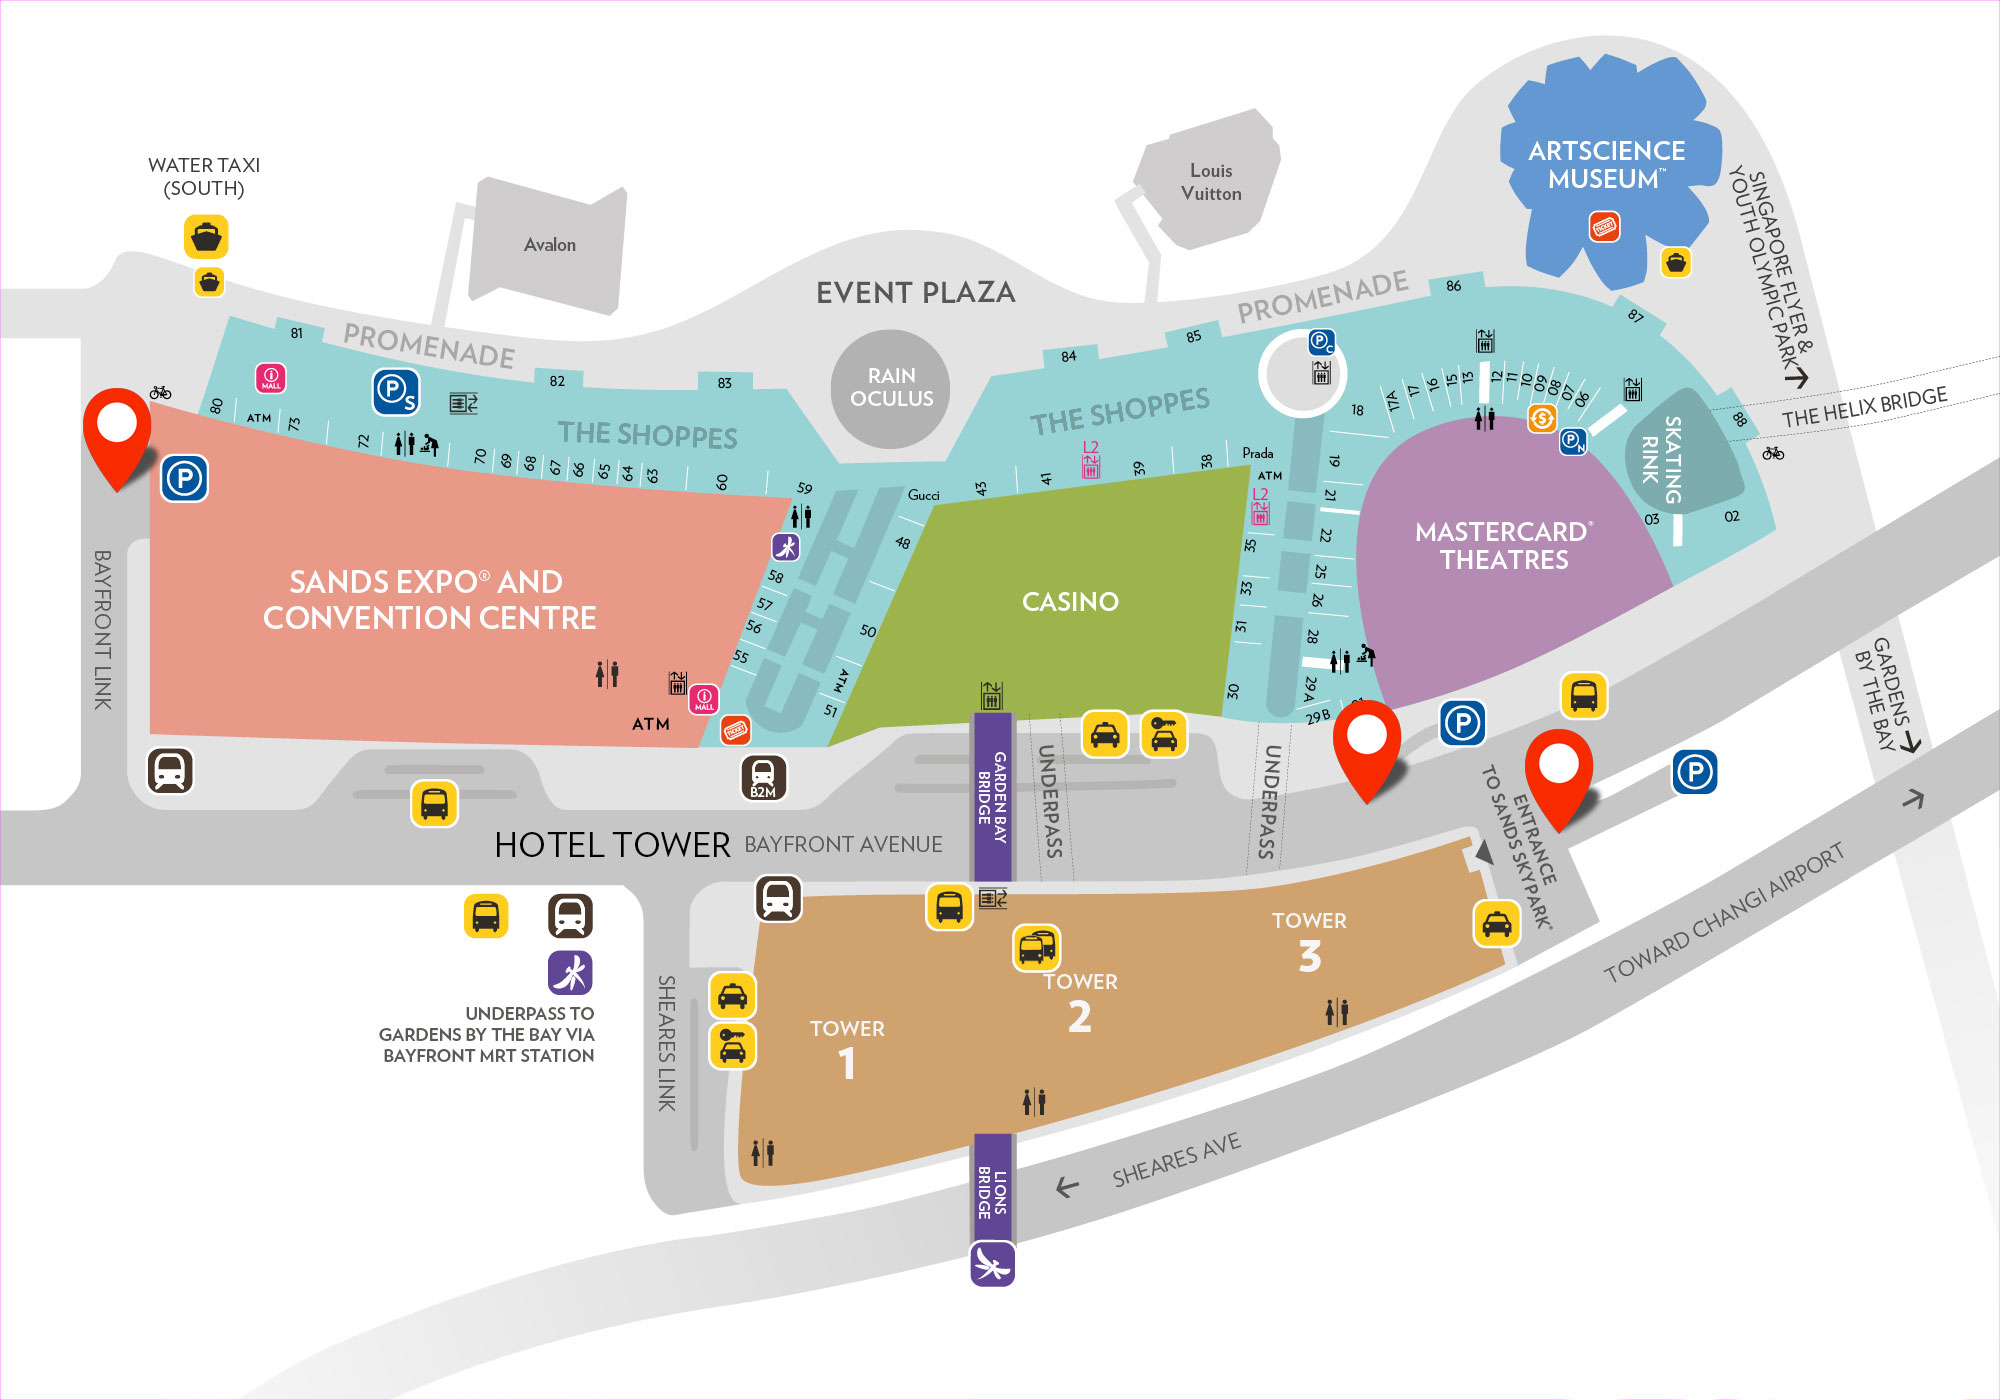 WATER TAXI
(SOUTH)
Avalon
Louis
Vuitton
ARTSCIENCE
MUSEUM™
TICKET
SINGAPORE FLYER &
YOUTH OLYMPIC PARK
EVENT PLAZA
PROMENADE
PROMENADE
RAIN
OCULUS
THE SHOPPES
THE SHOPPES
81
82
83
84
85
86
87
88
THE HELIX BRIDGE
SKATING
RINK
03
02
i
MALL
ATM
P S
80
73
72
70
69
68
67
66
65
64
63
60
59
Gucci
43
41
L2
39
38
Prada
ATM
L2
P C
18
17A
17
16
15
13
12
11
10
09
08
07
06
$
P N
P
19
21
22
25
26
28
29A
29B
35
33
31
30
48
50
ATM
51
58
57
56
55
SANDS EXPO® AND
CONVENTION CENTRE
CASINO
MASTERCARD®
THEATRES
i
MALL
ATM
TICKET
BAYFRONT LINK
B2M
GARDEN BAY
BRIDGE
UNDERPASS
UNDERPASS
P
P
GARDENS
BY THE BAY
ENTRANCE
TO SANDS SKYPARK®
HOTEL TOWER
BAYFRONT AVENUE
TOWER
1
TOWER
2
TOWER
3
UNDERPASS TO
GARDENS BY THE BAY VIA
BAYFRONT MRT STATION
SHEARES LINK
LIONS
BRIDGE
SHEARES AVE
TOWARD CHANGI AIRPORT